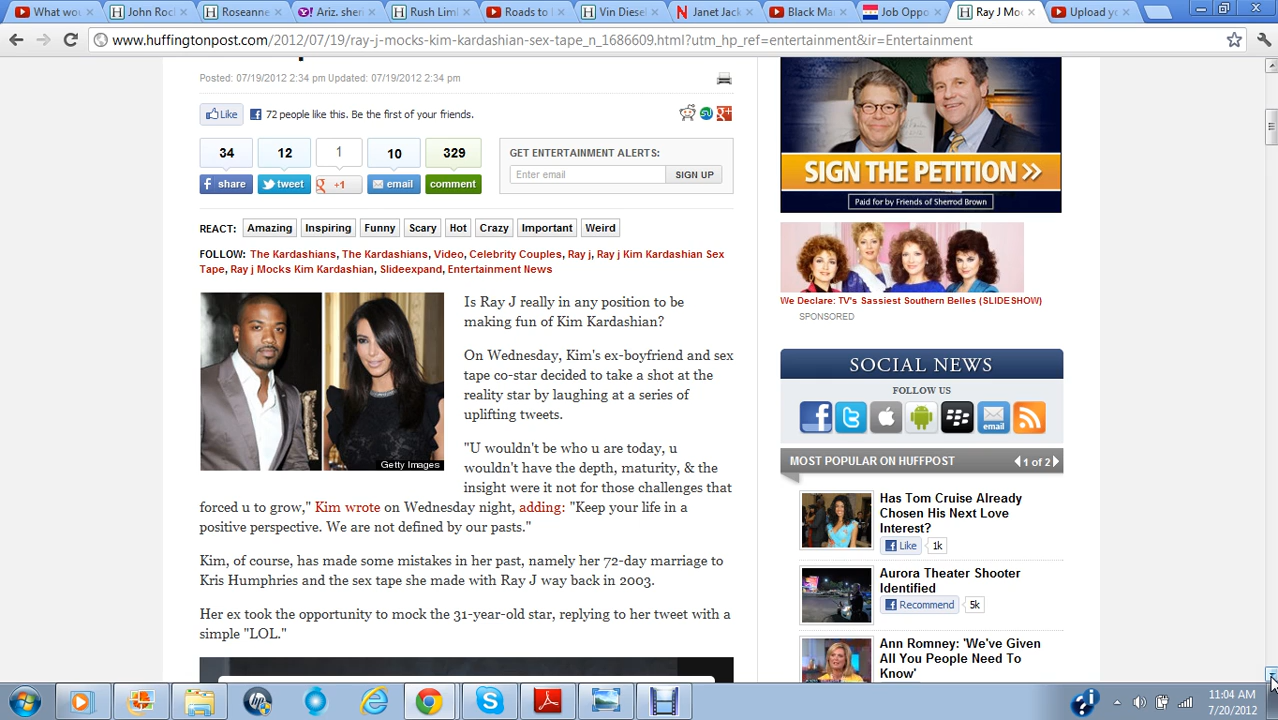 What wou
John Rocl
Roseanne
Ariz. sher
Rush Liml
Roads to
Vin Diesel
Janet Jack
Black Mar
Job Oppo
Ray J Moc
Upload yo
www.huffingtonpost.com/2012/07/19/ray-j-mocks-kim-kardashian-sex-tape_n_1686609.html?utm_hp_ref=entertainment&ir=Entertainment
Posted: 07/19/2012 2:34 pm Updated: 07/19/2012 2:34 pm
Like
72 people like this. Be the first of your friends.
34 12 1 10 329
share tweet +1 email comment
GET ENTERTAINMENT ALERTS:
Enter email SIGN UP
REACT: Amazing Inspiring Funny Scary Hot Crazy Important Weird
FOLLOW: The Kardashians, The Kardashians, Video, Celebrity Couples, Ray j, Ray j Kim Kardashian Sex
Tape, Ray j Mocks Kim Kardashian, Slideexpand, Entertainment News
Getty Images
Is Ray J really in any position to be
making fun of Kim Kardashian?
On Wednesday, Kim's ex-boyfriend and sex
tape co-star decided to take a shot at the
reality star by laughing at a series of
uplifting tweets.
"U wouldn't be who u are today, u
wouldn't have the depth, maturity, & the
insight were it not for those challenges that
forced u to grow," Kim wrote on Wednesday night, adding: "Keep your life in a
positive perspective. We are not defined by our pasts."
Kim, of course, has made some mistakes in her past, namely her 72-day marriage to
Kris Humphries and the sex tape she made with Ray J way back in 2003.
Her ex took the opportunity to mock the 31-year-old star, replying to her tweet with a
simple "LOL."
SIGN THE PETITION >>
Paid for by Friends of Sherrod Brown
We Declare: TV's Sassiest Southern Belles (SLIDESHOW)
SPONSORED
SOCIAL NEWS
FOLLOW US
email
MOST POPULAR ON HUFFPOST 1 of 2
Has Tom Cruise Already
Chosen His Next Love
Interest?
Like 1k
Aurora Theater Shooter
Identified
Recommend 5k
Ann Romney: 'We've Given
All You People Need To
Know'
11:04 AM
7/20/2012